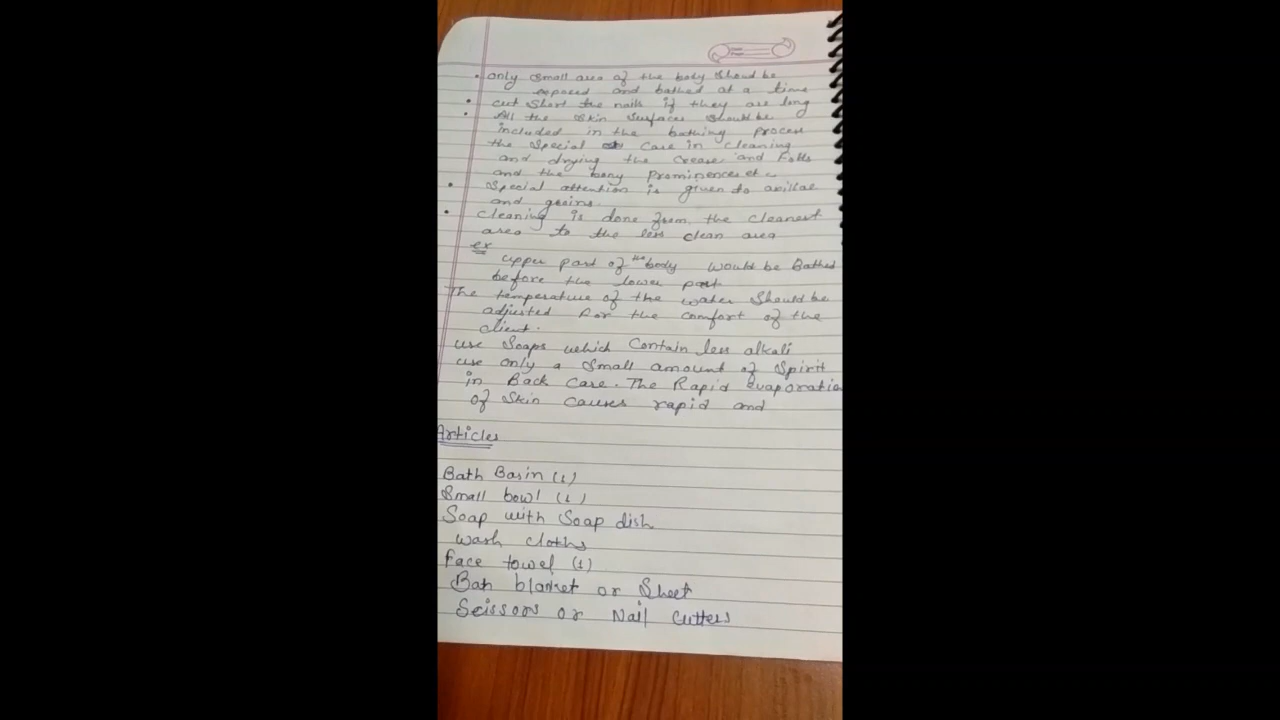 • only small area of the body should be
exposed and bathed at a time
• cut short the nails if they are long
• All the skin surfaces should be
included in the bathing process
the special care in cleaning
and drying the crease and Folls
and the bony prominences etc
• Special attention is given to axillae
and groins.
• cleaning is done from the cleanest
area to the less clean area
ex
upper part of the body would be Bathed
before the lower part
The temperature of the water should be
adjusted for the comfort of the
client.
use Soaps which contain less alkali
use only a small amount of spirit
in Back care. The Rapid evaporation
of skin causes rapid and
Articles
Bath Basin (1)
Small bowl (1)
Soap with Soap dish
wash cloths
Face towel (1)
Bath blanket or Sheet
Scissors or Nail cutters